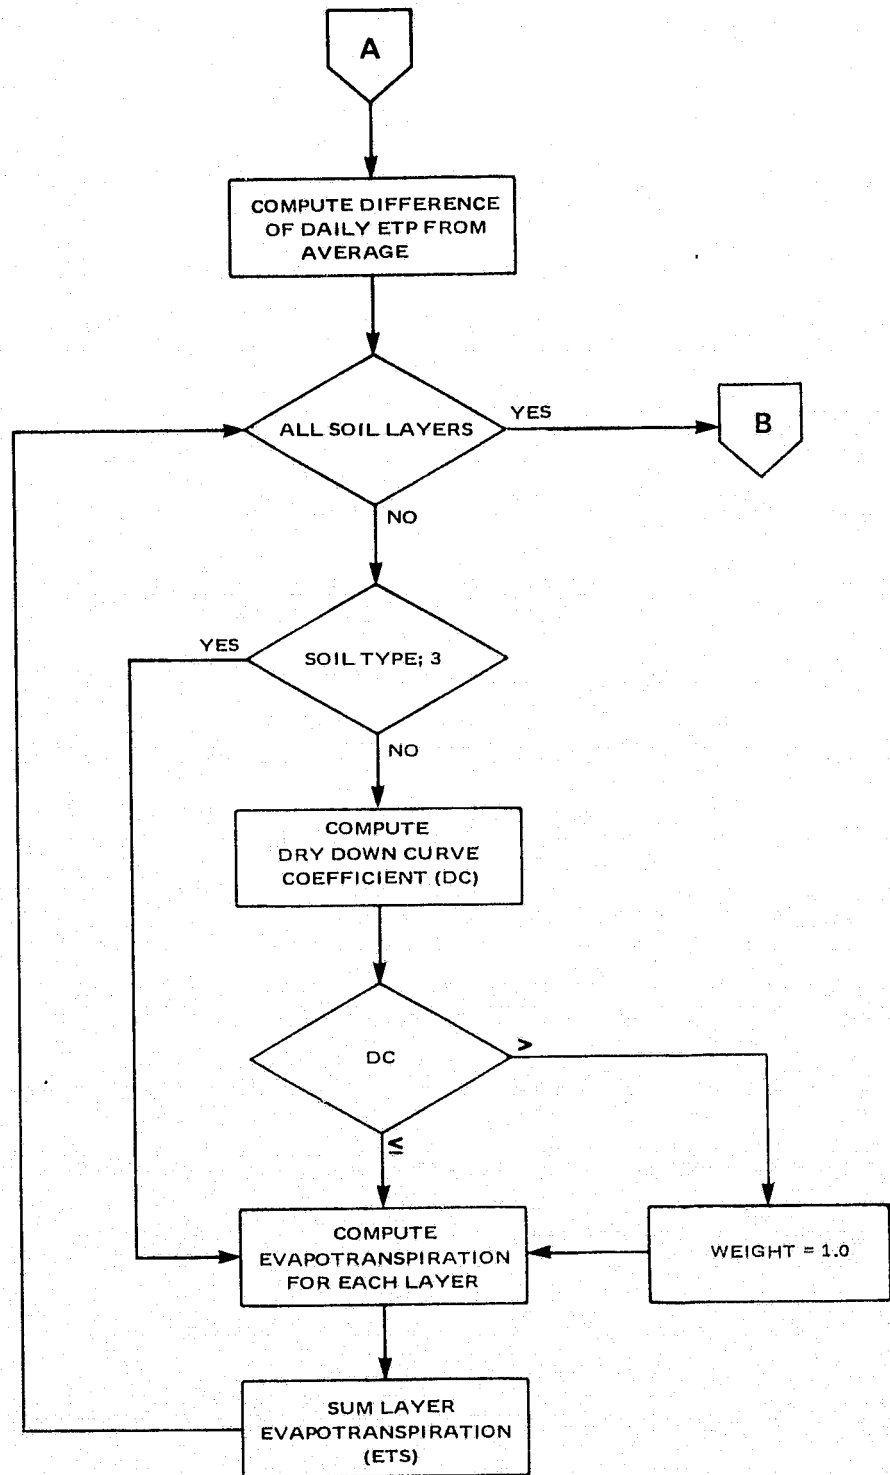 A
COMPUTE DIFFERENCE
OF DAILY ETP FROM
AVERAGE
ALL SOIL LAYERS
YES
B
NO
YES
SOIL TYPE; 3
NO
COMPUTE
DRY DOWN CURVE
COEFFICIENT (DC)
DC
>
≤
COMPUTE
EVAPOTRANSPIRATION
FOR EACH LAYER
WEIGHT = 1.0
SUM LAYER
EVAPOTRANSPIRATION
(ETS)